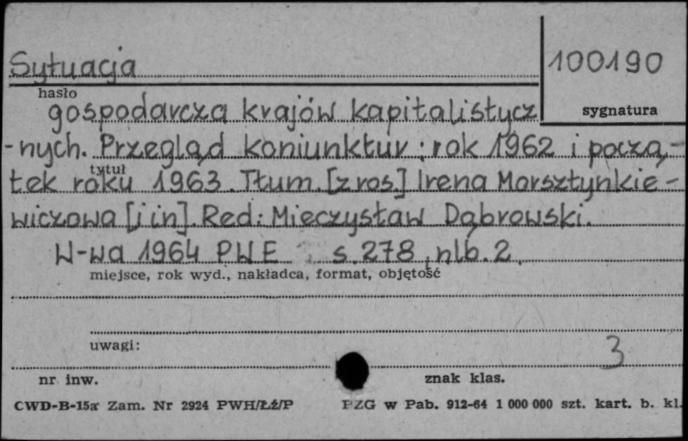 Sytuacja
100190
hasło
sygnatura
gospodarcza krajów kapitalistycz
-nych. Przegląd koniunktur: rok 1962 i począ-
tytuł
tek roku 1963. Tłum. [z ros.] Irena Morsztynkie-
wiczowa [i in]. Red: Mieczysław Dąbrowski.
W-wa 1964 PWE s. 278, nlb. 2.
miejsce, rok wyd., nakładca, format, objętość
uwagi:
3
nr inw.
znak klas.
CWD-B-15a Zam. Nr 2924 PWH/Łź/P PZG w Pab. 912-64 1 000 000 szt. kart. b. kl.